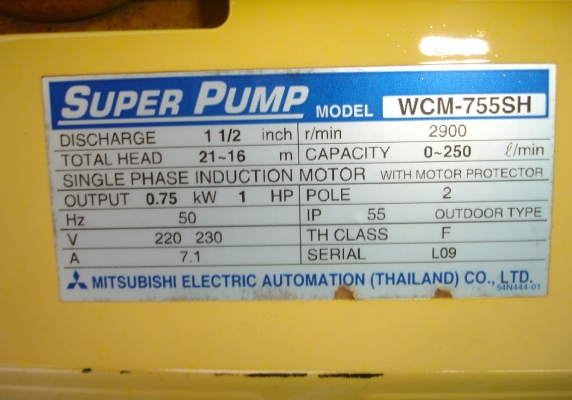 SUPER PUMP MODEL WCM-755SH
DISCHARGE 1 1/2 inch r/min 2900
TOTAL HEAD 21~16 m CAPACITY 0~250 ℓ/min
SINGLE PHASE INDUCTION MOTOR WITH MOTOR PROTECTOR
OUTPUT 0.75 kW 1 HP POLE 2
Hz 50 IP 55 OUTDOOR TYPE
V 220 230 TH CLASS F
A 7.1 SERIAL L09
MITSUBISHI ELECTRIC AUTOMATION (THAILAND) CO., LTD.
54N444-01